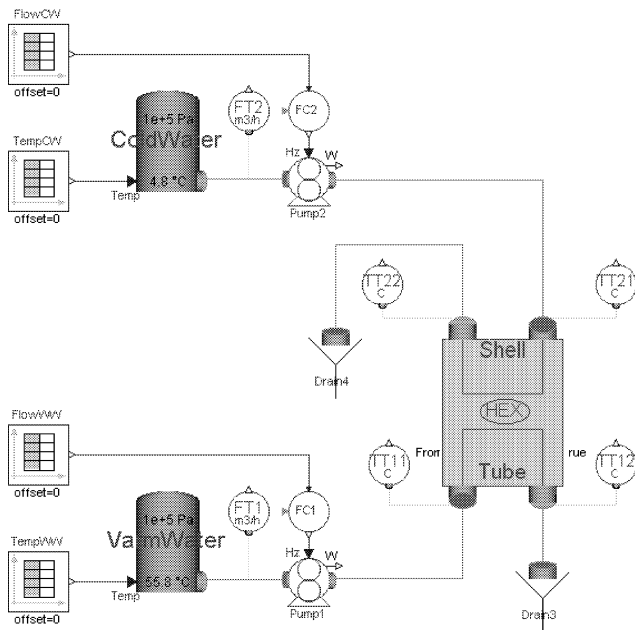 FlowCW
offset=0
1e+5 Pa
FT2
m3/h
FC2
ColdWater
TempCW
Hz
W
4.8 °C
Temp
Pump2
offset=0
TT22
C
TT21
C
Shell
Drain4
HEX
FlowWW
TT11
C
From
rue
TT12
C
Tube
offset=0
1e+5 Pa
FT1
m3/h
FC1
VarmWater
TempWW
Hz
W
55.8 °C
Temp
Pump1
offset=0
Drain3